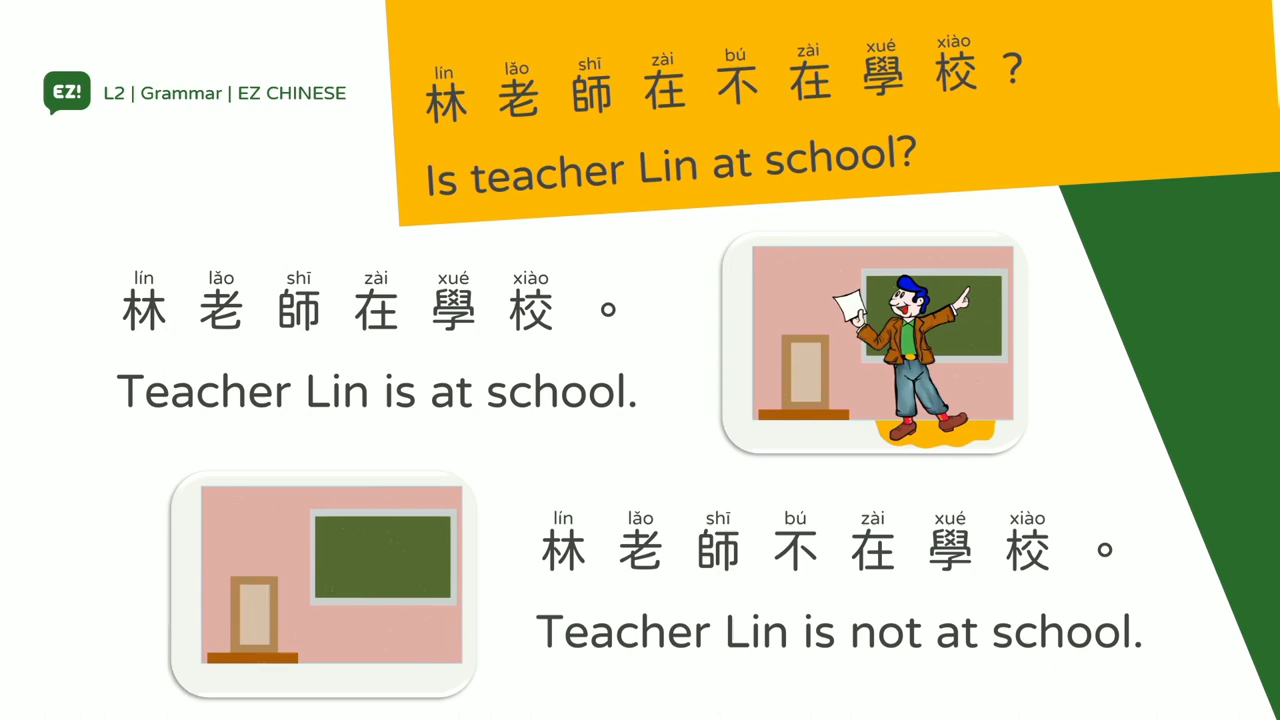 EZ! L2 | Grammar | EZ CHINESE
lín lǎo shī zài bú zài xué xiào
林老師在不在學校？
Is teacher Lin at school?
lín lǎo shī zài xué xiào
林老師在學校。
Teacher Lin is at school.
lín lǎo shī bú zài xué xiào
林老師不在學校。
Teacher Lin is not at school.